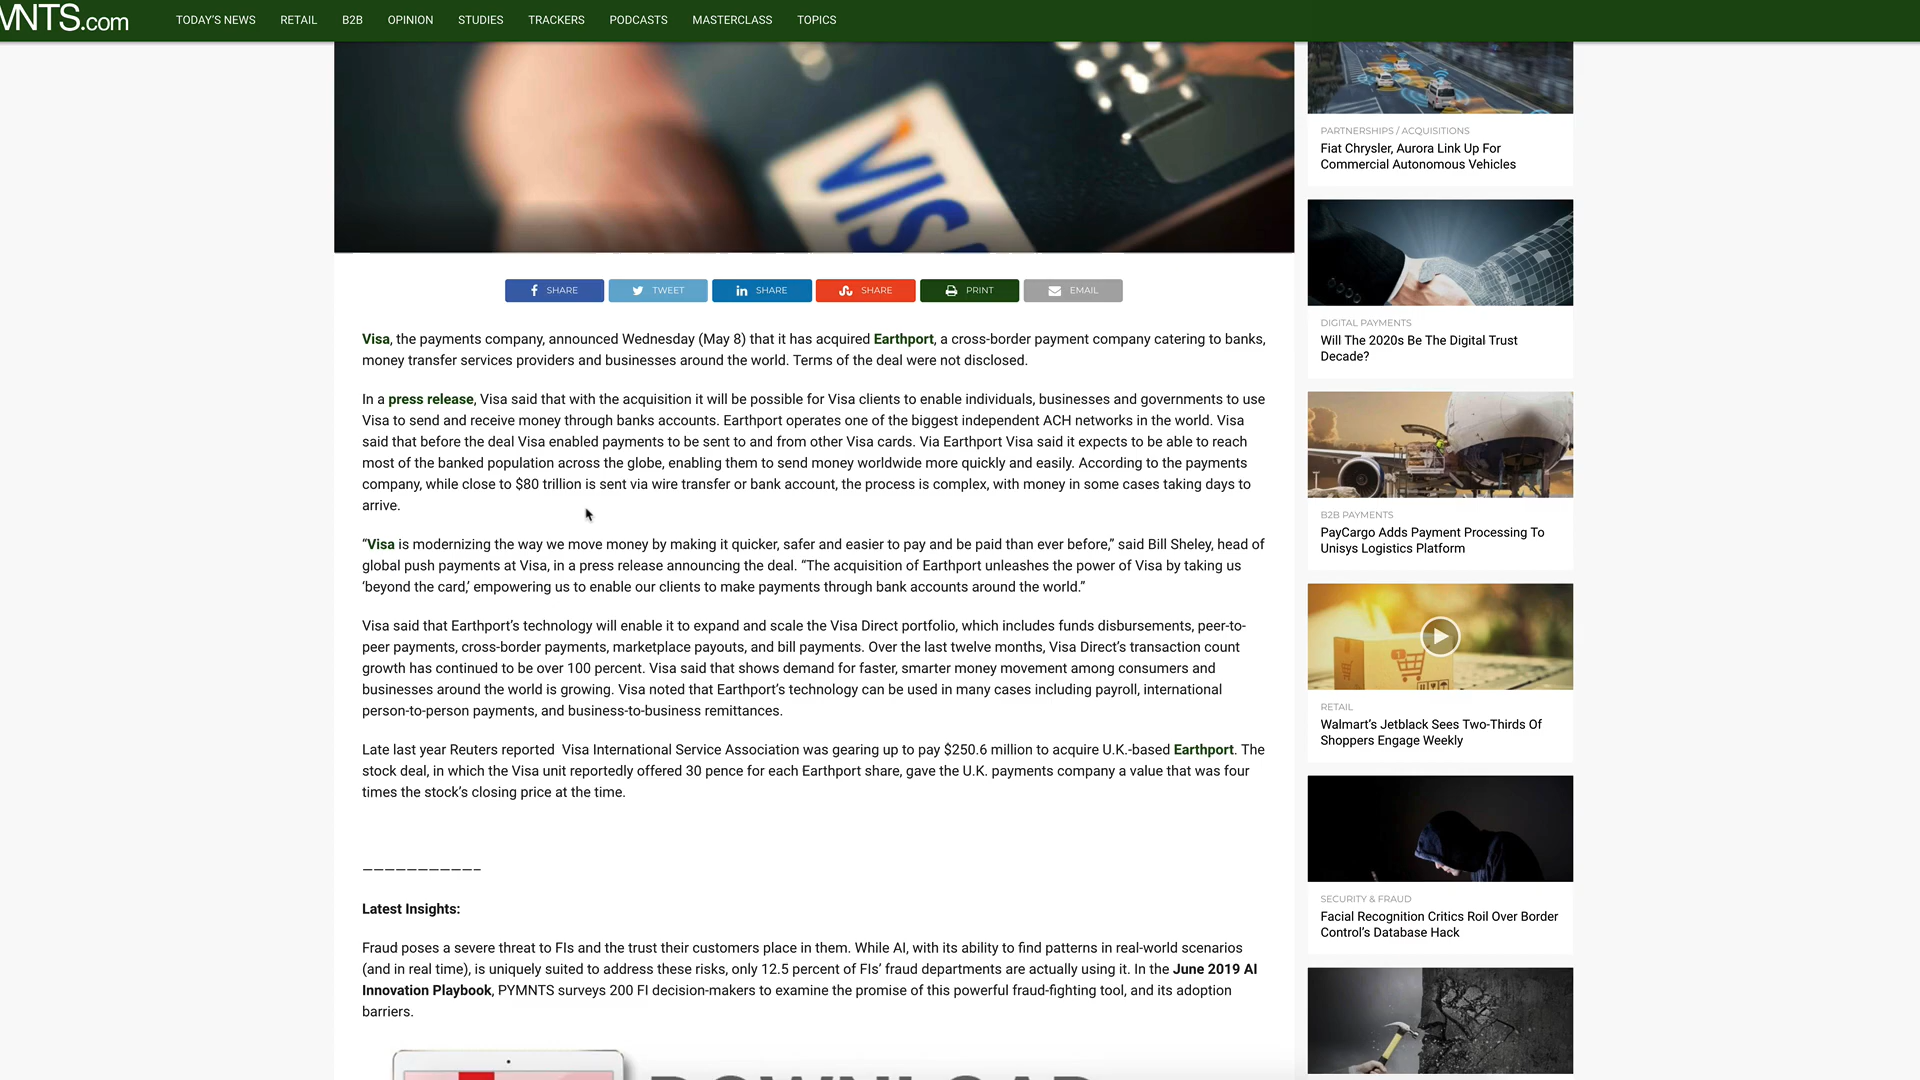 MNTS.com
TODAY'S NEWS RETAIL B2B OPINION STUDIES TRACKERS PODCASTS MASTERCLASS TOPICS
VISA
SHARE TWEET SHARE SHARE PRINT EMAIL
Visa, the payments company, announced Wednesday (May 8) that it has acquired Earthport, a cross-border payment company catering to banks,
money transfer services providers and businesses around the world. Terms of the deal were not disclosed.
In a press release, Visa said that with the acquisition it will be possible for Visa clients to enable individuals, businesses and governments to use
Visa to send and receive money through banks accounts. Earthport operates one of the biggest independent ACH networks in the world. Visa
said that before the deal Visa enabled payments to be sent to and from other Visa cards. Via Earthport Visa said it expects to be able to reach
most of the banked population across the globe, enabling them to send money worldwide more quickly and easily. According to the payments
company, while close to $80 trillion is sent via wire transfer or bank account, the process is complex, with money in some cases taking days to
arrive.
“Visa is modernizing the way we move money by making it quicker, safer and easier to pay and be paid than ever before,” said Bill Sheley, head of
global push payments at Visa, in a press release announcing the deal. “The acquisition of Earthport unleashes the power of Visa by taking us
‘beyond the card,’ empowering us to enable our clients to make payments through bank accounts around the world.”
Visa said that Earthport’s technology will enable it to expand and scale the Visa Direct portfolio, which includes funds disbursements, peer-to-
peer payments, cross-border payments, marketplace payouts, and bill payments. Over the last twelve months, Visa Direct’s transaction count
growth has continued to be over 100 percent. Visa said that shows demand for faster, smarter money movement among consumers and
businesses around the world is growing. Visa noted that Earthport’s technology can be used in many cases including payroll, international
person-to-person payments, and business-to-business remittances.
Late last year Reuters reported Visa International Service Association was gearing up to pay $250.6 million to acquire U.K.-based Earthport. The
stock deal, in which the Visa unit reportedly offered 30 pence for each Earthport share, gave the U.K. payments company a value that was four
times the stock’s closing price at the time.
———————————
Latest Insights:
Fraud poses a severe threat to FIs and the trust their customers place in them. While AI, with its ability to find patterns in real-world scenarios
(and in real time), is uniquely suited to address these risks, only 12.5 percent of FIs’ fraud departments are actually using it. In the June 2019 AI
Innovation Playbook, PYMNTS surveys 200 FI decision-makers to examine the promise of this powerful fraud-fighting tool, and its adoption
barriers.
DOWNLOAD
PARTNERSHIPS / ACQUISITIONS
Fiat Chrysler, Aurora Link Up For
Commercial Autonomous Vehicles
DIGITAL PAYMENTS
Will The 2020s Be The Digital Trust
Decade?
B2B PAYMENTS
PayCargo Adds Payment Processing To
Unisys Logistics Platform
RETAIL
Walmart’s Jetblack Sees Two-Thirds Of
Shoppers Engage Weekly
SECURITY & FRAUD
Facial Recognition Critics Roil Over Border
Control’s Database Hack